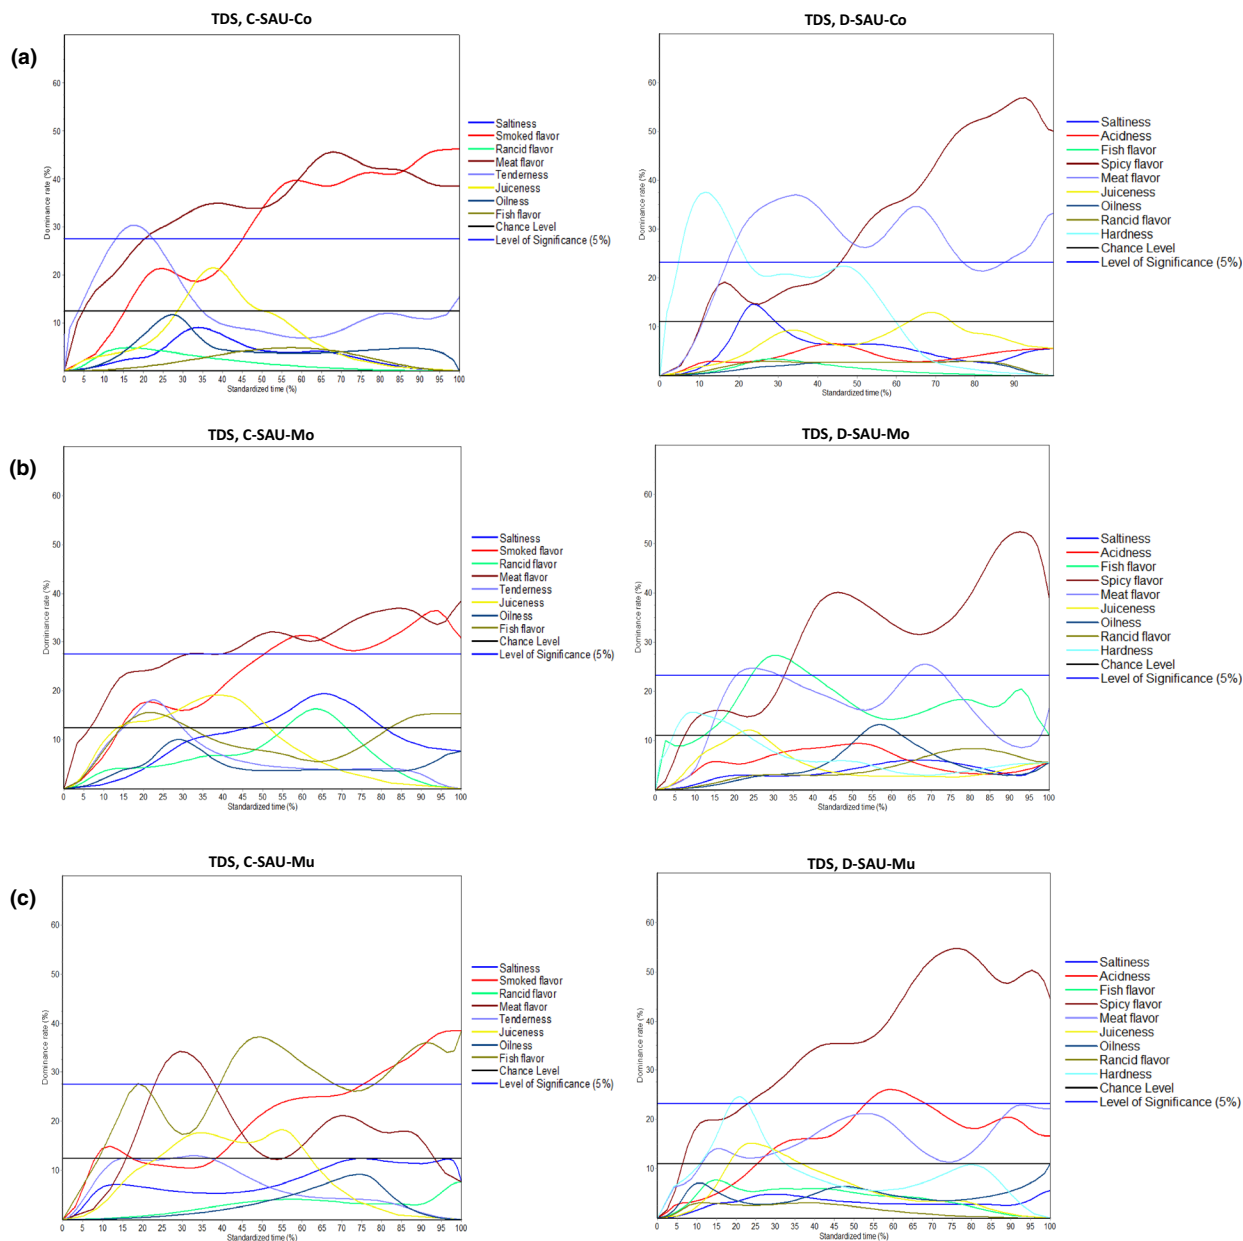 (a)
TDS, C-SAU-Co
Dominance rate (%)
60
50
40
30
20
10
0 5 10 15 20 25 30 35 40 45 50 55 60 65 70 75 80 85 90 95 100
Standardized time (%)
Saltiness
Smoked flavor
Rancid flavor
Meat flavor
Tenderness
Juiceness
Oilness
Fish flavor
Chance Level
Level of Significance (5%)
TDS, D-SAU-Co
Dominance rate (%)
60
50
40
30
20
10
0 10 20 30 40 50 60 70 80 90
Standardized time (%)
Saltiness
Acidness
Fish flavor
Spicy flavor
Meat flavor
Juiceness
Oilness
Rancid flavor
Hardness
Chance Level
Level of Significance (5%)
(b)
TDS, C-SAU-Mo
Dominance rate (%)
60
50
40
30
20
10
0 5 10 15 20 25 30 35 40 45 50 55 60 65 70 75 80 85 90 95 100
Standardized time (%)
Saltiness
Smoked flavor
Rancid flavor
Meat flavor
Tenderness
Juiceness
Oilness
Fish flavor
Chance Level
Level of Significance (5%)
TDS, D-SAU-Mo
Dominance rate (%)
60
50
40
30
20
10
0 5 10 15 20 25 30 35 40 45 50 55 60 65 70 75 80 85 90 95 100
Standardized time (%)
Saltiness
Acidness
Fish flavor
Spicy flavor
Meat flavor
Juiceness
Oilness
Rancid flavor
Hardness
Chance Level
Level of Significance (5%)
(c)
TDS, C-SAU-Mu
Dominance rate (%)
60
50
40
30
20
10
0 5 10 15 20 25 30 35 40 45 50 55 60 65 70 75 80 85 90 95 100
Standardized time (%)
Saltiness
Smoked flavor
Rancid flavor
Meat flavor
Tenderness
Juiceness
Oilness
Fish flavor
Chance Level
Level of Significance (5%)
TDS, D-SAU-Mu
Dominance rate (%)
60
50
40
30
20
10
0 5 10 15 20 25 30 35 40 45 50 55 60 65 70 75 80 85 90 95 100
Standardized time (%)
Saltiness
Acidness
Fish flavor
Spicy flavor
Meat flavor
Juiceness
Oilness
Rancid flavor
Hardness
Chance Level
Level of Significance (5%)